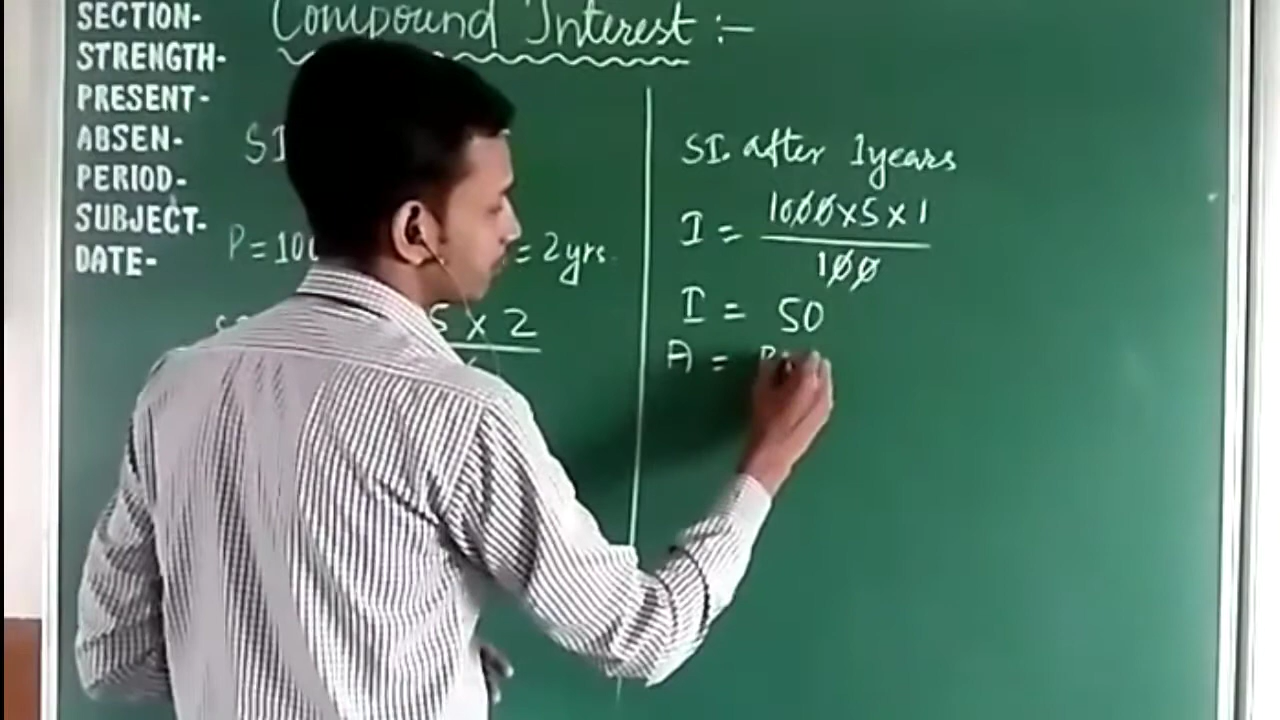 SECTION-
STRENGTH-
PRESENT-
ABSEN-
PERIOD-
SUBJECT-
DATE-
Compound Interest :-
SI
P=100
=2yrs.
5 x 2
SI. after 1years
I = 1000x5x1
100
I = 50
A = P